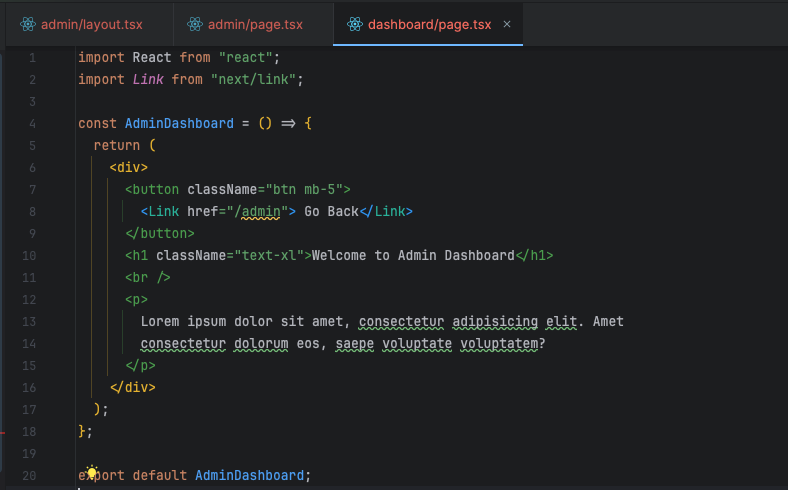 admin/layout.tsx admin/page.tsx dashboard/page.tsx ×
1 import React from "react";
2 import Link from "next/link";
3
4 const AdminDashboard = () => {
5 return (
6 <div>
7 <button className="btn mb-5">
8 <Link href="/admin"> Go Back</Link>
9 </button>
10 <h1 className="text-xl">Welcome to Admin Dashboard</h1>
11 <br />
12 <p>
13 Lorem ipsum dolor sit amet, consectetur adipisicing elit. Amet
14 consectetur dolorum eos, saepe voluptate voluptatem?
15 </p>
16 </div>
17 );
18 };
19
20 export default AdminDashboard;